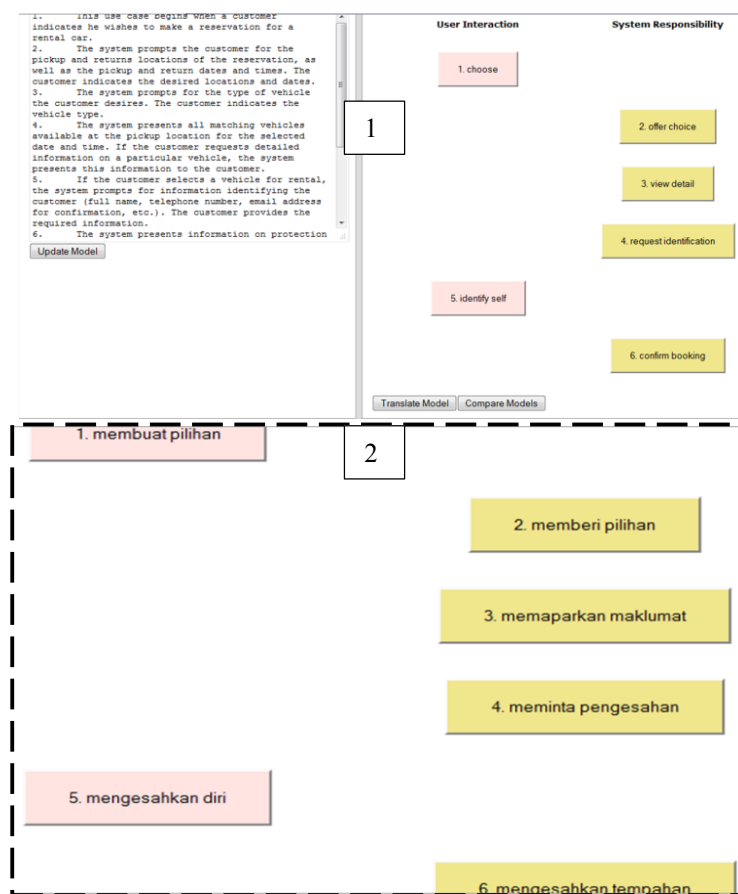 1. This use case begins when a customer
indicates he wishes to make a reservation for a
rental car.
2. The system prompts the customer for the
pickup and returns locations of the reservation, as
well as the pickup and return dates and times. The
customer indicates the desired locations and dates.
3. The system prompts for the type of vehicle
the customer desires. The customer indicates the
vehicle type.
4. The system presents all matching vehicles
available at the pickup location for the selected
date and time. If the customer requests detailed
information on a particular vehicle, the system
presents this information to the customer.
5. If the customer selects a vehicle for rental,
the system prompts for information identifying the
customer (full name, telephone number, email address
for confirmation, etc.). The customer provides the
required information.
6. The system presents information on protection
Update Model
1
User Interaction
System Responsibility
1. choose
2. offer choice
3. view detail
4. request identification
5. identify self
6. confirm booking
Translate Model
Compare Models
2
1. membuat pilihan
2. memberi pilihan
3. memaparkan maklumat
4. meminta pengesahan
5. mengesahkan diri
6. mengesahkan tempahan